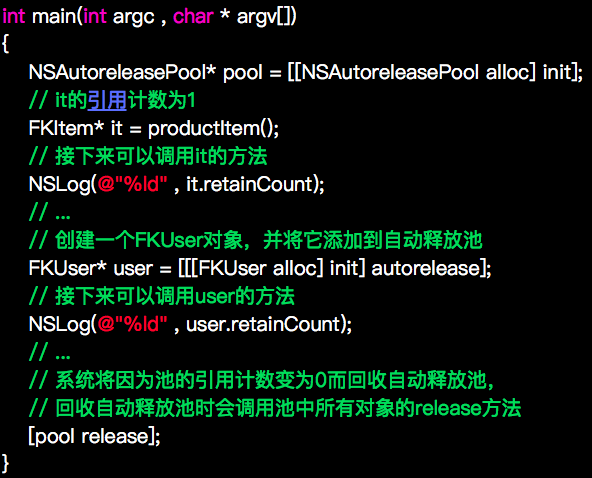 int main(int argc , char * argv[])
{
NSAutoreleasePool* pool = [[NSAutoreleasePool alloc] init];
// it的引用计数为1
FKItem* it = productItem();
// 接下来可以调用it的方法
NSLog(@"%ld" , it.retainCount);
// ...
// 创建一个FKUser对象，并将它添加到自动释放池
FKUser* user = [[[FKUser alloc] init] autorelease];
// 接下来可以调用user的方法
NSLog(@"%ld" , user.retainCount);
// ...
// 系统将因为池的引用计数变为0而回收自动释放池，
// 回收自动释放池时会调用池中所有对象的release方法
[pool release];
}